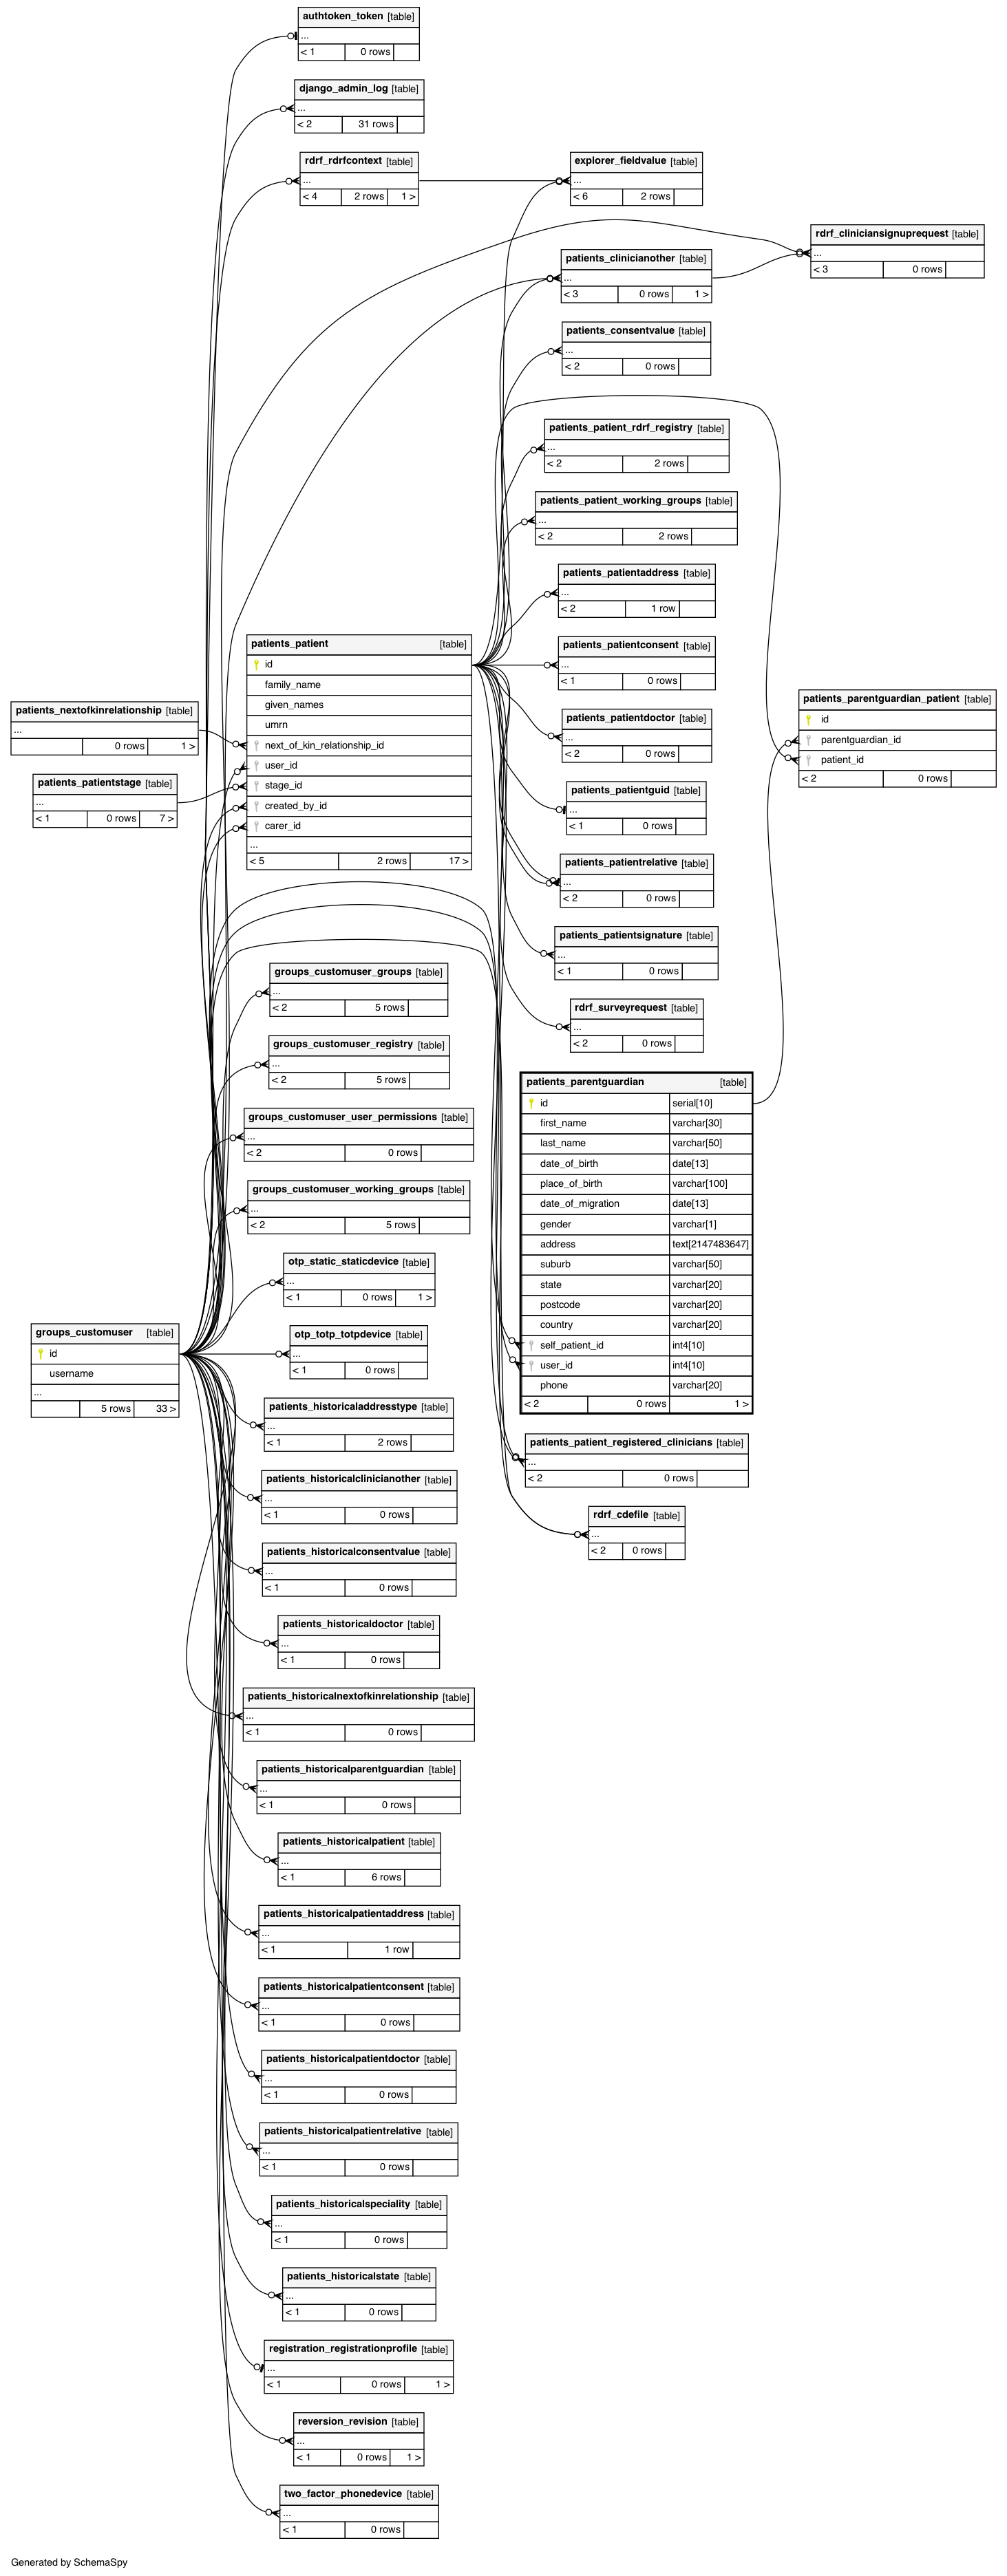 authtoken_token [table]
...
< 1 0 rows
django_admin_log [table]
...
< 2 31 rows
rdrf_rdrfcontext [table]
...
< 4 2 rows 1 >
explorer_fieldvalue [table]
...
< 6 2 rows
rdrf_cliniciansignuprequest [table]
...
< 3 0 rows
patients_clinicianother [table]
...
< 3 0 rows 1 >
patients_consentvalue [table]
...
< 2 0 rows
patients_patient_rdrf_registry [table]
...
< 2 2 rows
patients_patient_working_groups [table]
...
< 2 2 rows
patients_patientaddress [table]
...
< 2 1 row
patients_patientconsent [table]
...
< 1 0 rows
patients_patientdoctor [table]
...
< 2 0 rows
patients_patientguid [table]
...
< 1 0 rows
patients_patientrelative [table]
...
< 2 0 rows
patients_patientsignature [table]
...
< 1 0 rows
rdrf_surveyrequest [table]
...
< 2 0 rows
patients_parentguardian_patient [table]
id
parentguardian_id
patient_id
< 2 0 rows
patients_patient [table]
id
family_name
given_names
umrn
next_of_kin_relationship_id
user_id
stage_id
created_by_id
carer_id
...
< 5 2 rows 17 >
patients_nextofkinrelationship [table]
...
0 rows 1 >
patients_patientstage [table]
...
< 1 0 rows 7 >
patients_parentguardian [table]
id serial[10]
first_name varchar[30]
last_name varchar[50]
date_of_birth date[13]
place_of_birth varchar[100]
date_of_migration date[13]
gender varchar[1]
address text[2147483647]
suburb varchar[50]
state varchar[20]
postcode varchar[20]
country varchar[20]
self_patient_id int4[10]
user_id int4[10]
phone varchar[20]
< 2 0 rows 1 >
patients_patient_registered_clinicians [table]
...
< 2 0 rows
rdrf_cdefile [table]
...
< 2 0 rows
groups_customuser [table]
id
username
...
5 rows 33 >
groups_customuser_groups [table]
...
< 2 5 rows
groups_customuser_registry [table]
...
< 2 5 rows
groups_customuser_user_permissions [table]
...
< 2 0 rows
groups_customuser_working_groups [table]
...
< 2 5 rows
otp_static_staticdevice [table]
...
< 1 0 rows 1 >
otp_totp_totpdevice [table]
...
< 1 0 rows
patients_historicaladdresstype [table]
...
< 1 2 rows
patients_historicalclinicianother [table]
...
< 1 0 rows
patients_historicalconsentvalue [table]
...
< 1 0 rows
patients_historicaldoctor [table]
...
< 1 0 rows
patients_historicalnextofkinrelationship [table]
...
< 1 0 rows
patients_historicalparentguardian [table]
...
< 1 0 rows
patients_historicalpatient [table]
...
< 1 6 rows
patients_historicalpatientaddress [table]
...
< 1 1 row
patients_historicalpatientconsent [table]
...
< 1 0 rows
patients_historicalpatientdoctor [table]
...
< 1 0 rows
patients_historicalpatientrelative [table]
...
< 1 0 rows
patients_historicalspeciality [table]
...
< 1 0 rows
patients_historicalstate [table]
...
< 1 0 rows
registration_registrationprofile [table]
...
< 1 0 rows 1 >
reversion_revision [table]
...
< 1 0 rows 1 >
two_factor_phonedevice [table]
...
< 1 0 rows
Generated by SchemaSpy